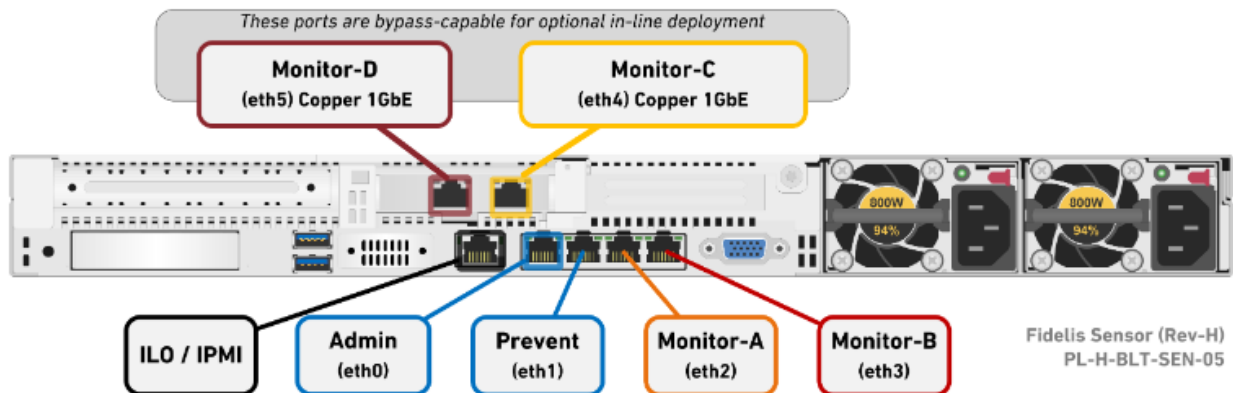 These ports are bypass-capable for optional in-line deployment
Monitor-D
(eth5) Copper 1GbE
Monitor-C
(eth4) Copper 1GbE
800W
94%
800W
94%
ILO / IPMI
Admin
(eth0)
Prevent
(eth1)
Monitor-A
(eth2)
Monitor-B
(eth3)
Fidelis Sensor (Rev-H)
PL-H-BLT-SEN-05